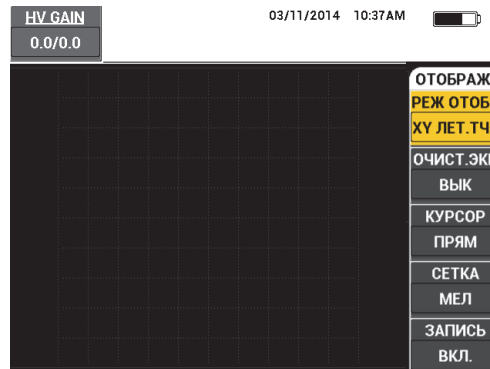 HV GAIN
0.0/0.0
03/11/2014 10:37AM
ОТОБРАЖ
РЕЖ ОТОБ
XY ЛЕТ.ТЧ
ОЧИСТ.ЭКР
ВЫК
КУРСОР
ПРЯМ
СЕТКА
МЕЛ
ЗАПИСЬ
ВКЛ.